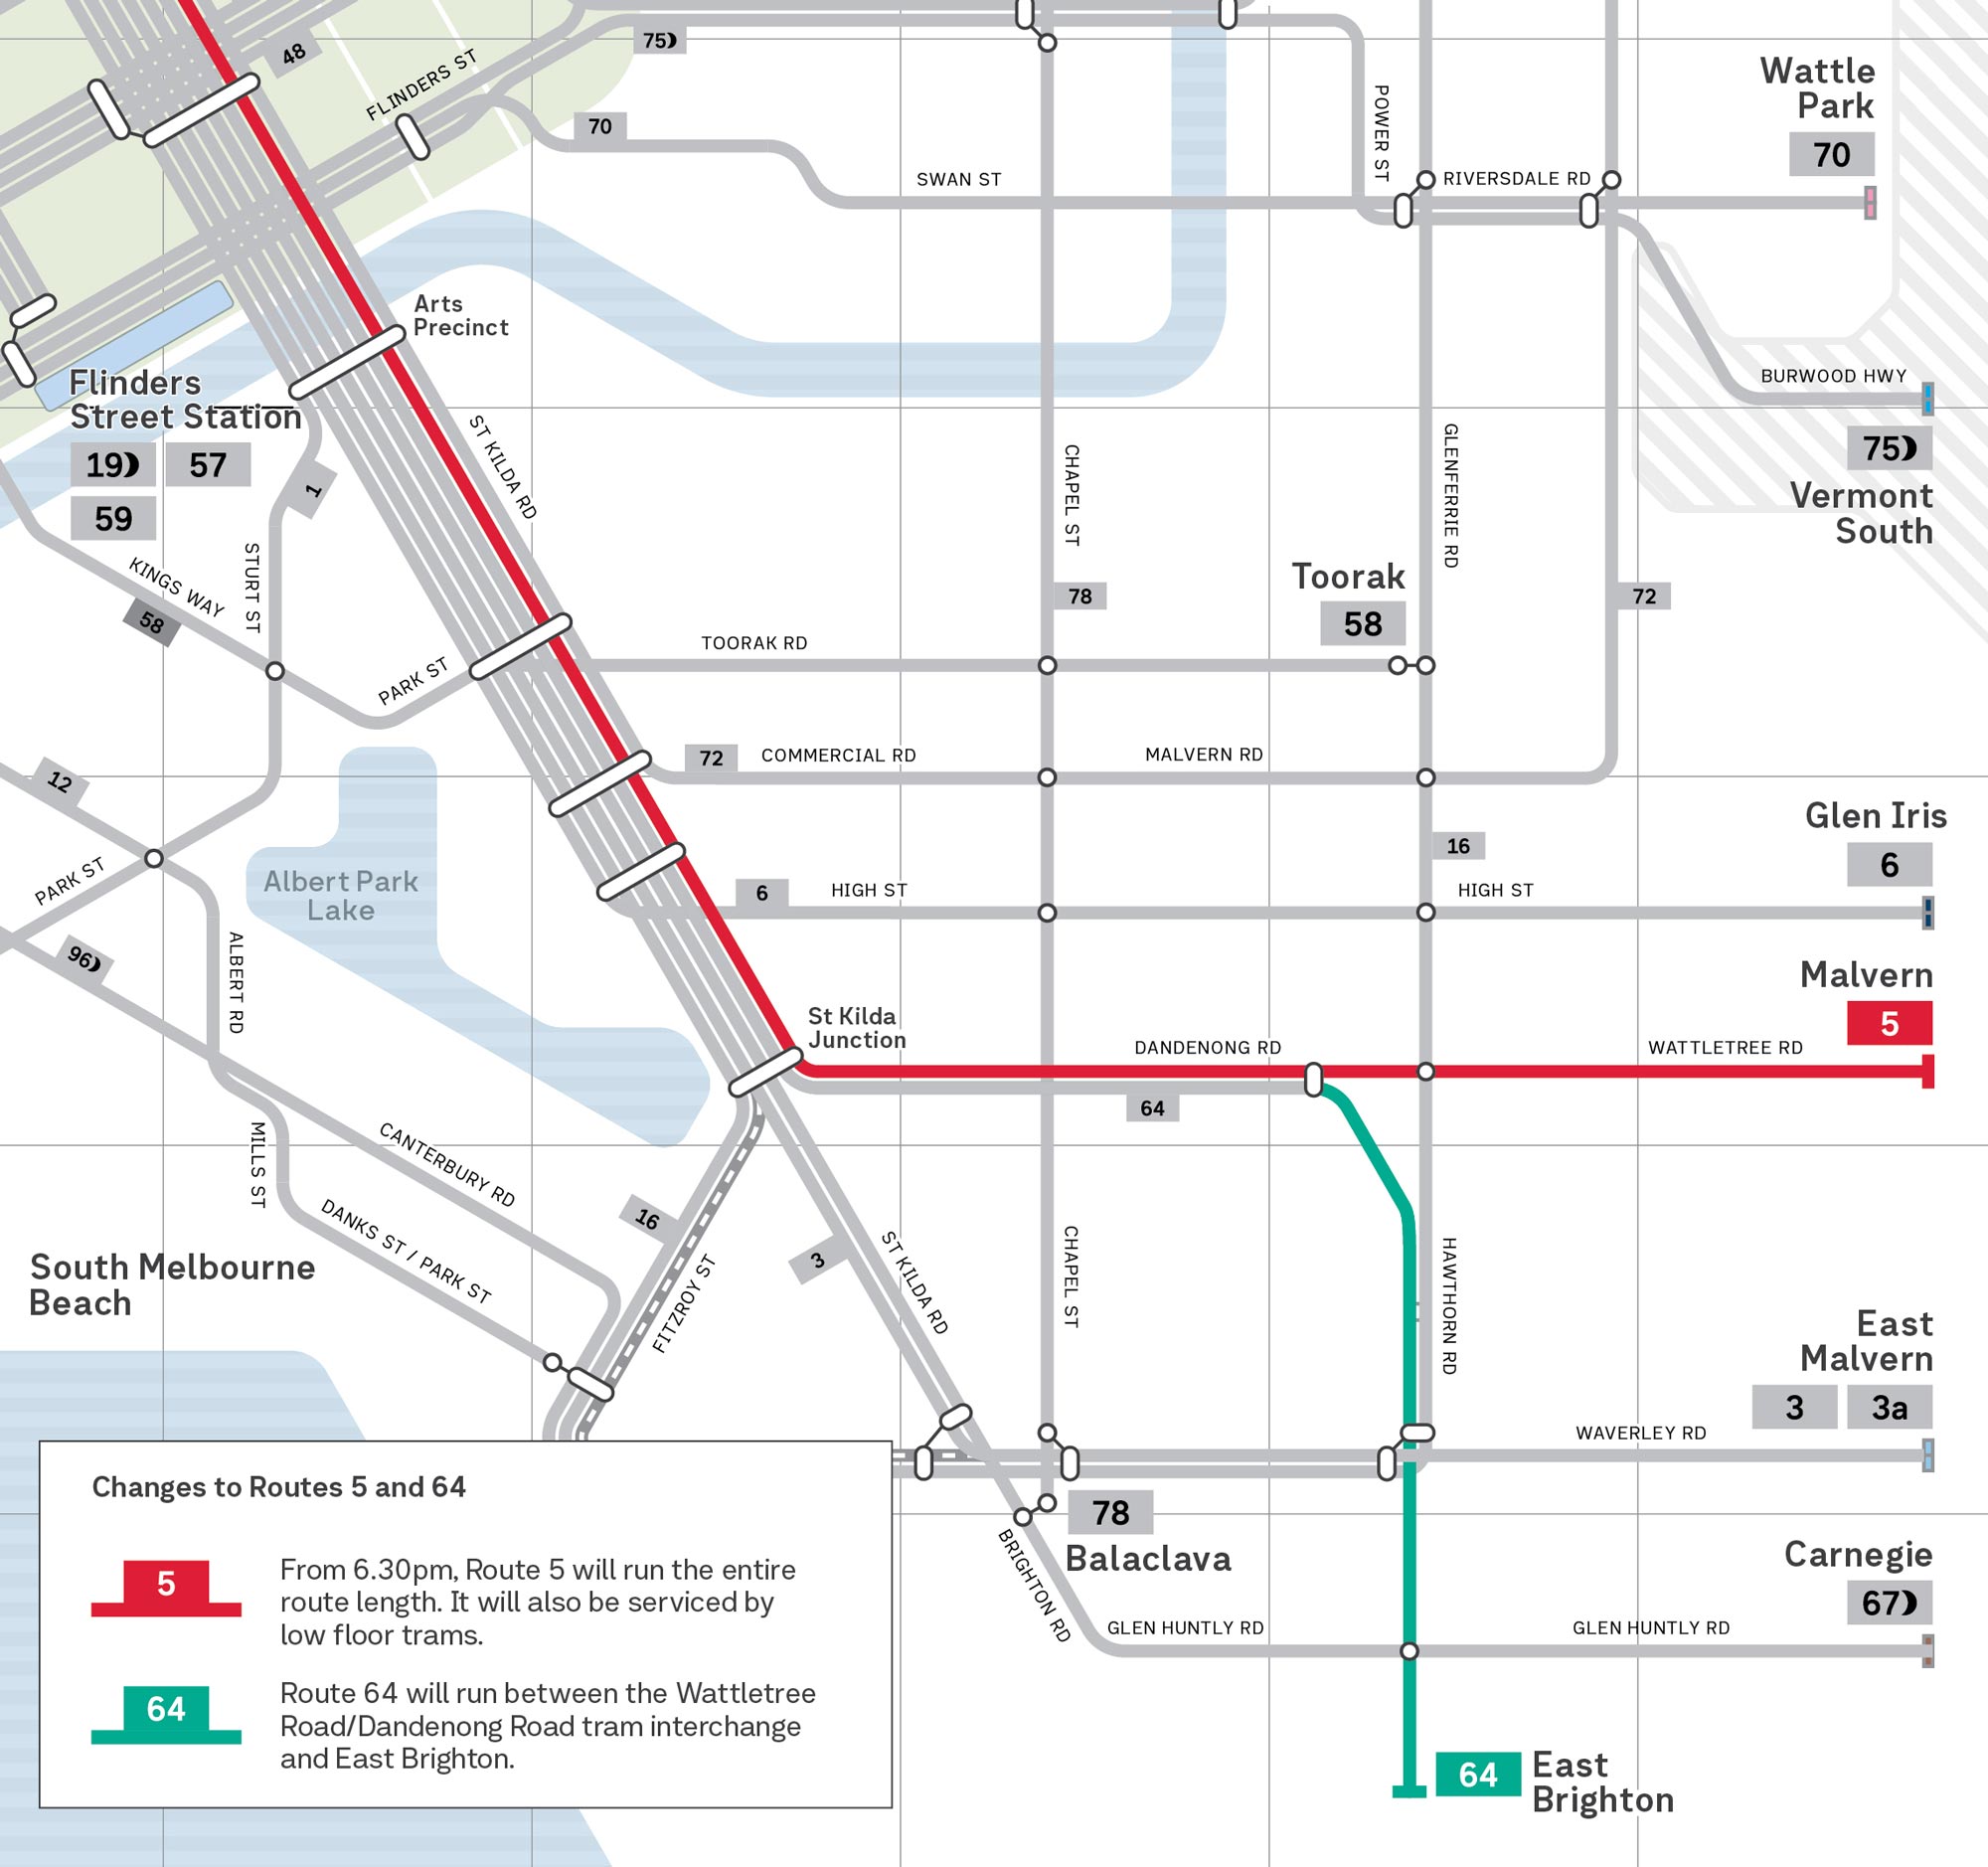 48
FLINDERS ST
75
70
SWAN ST
POWER ST
RIVERSDALE RD
Wattle
Park
70
Arts
Precinct
BURWOOD HWY
75
Vermont
South
Flinders
Street Station
19
57
59
ST KILDA RD
1
STURT ST
KINGS WAY
58
PARK ST
CHAPEL ST
78
GLENFERRIE RD
Toorak
58
72
TOORAK RD
72
COMMERCIAL RD
MALVERN RD
12
PARK ST
Albert Park
Lake
16
Glen Iris
6
6
HIGH ST
HIGH ST
96
ALBERT RD
Malvern
5
St Kilda
Junction
DANDENONG RD
WATTLETREE RD
64
MILLS ST
CANTERBURY RD
DANKS ST / PARK ST
16
FITZROY ST
3
ST KILDA RD
CHAPEL ST
HAWTHORN RD
South Melbourne
Beach
East
Malvern
3
3a
WAVERLEY RD
78
Balaclava
BRIGHTON RD
Carnegie
67
GLEN HUNTLY RD
GLEN HUNTLY RD
64
East
Brighton
Changes to Routes 5 and 64
5
From 6.30pm, Route 5 will run the entire
route length. It will also be serviced by
low floor trams.
64
Route 64 will run between the Wattletree
Road/Dandenong Road tram interchange
and East Brighton.